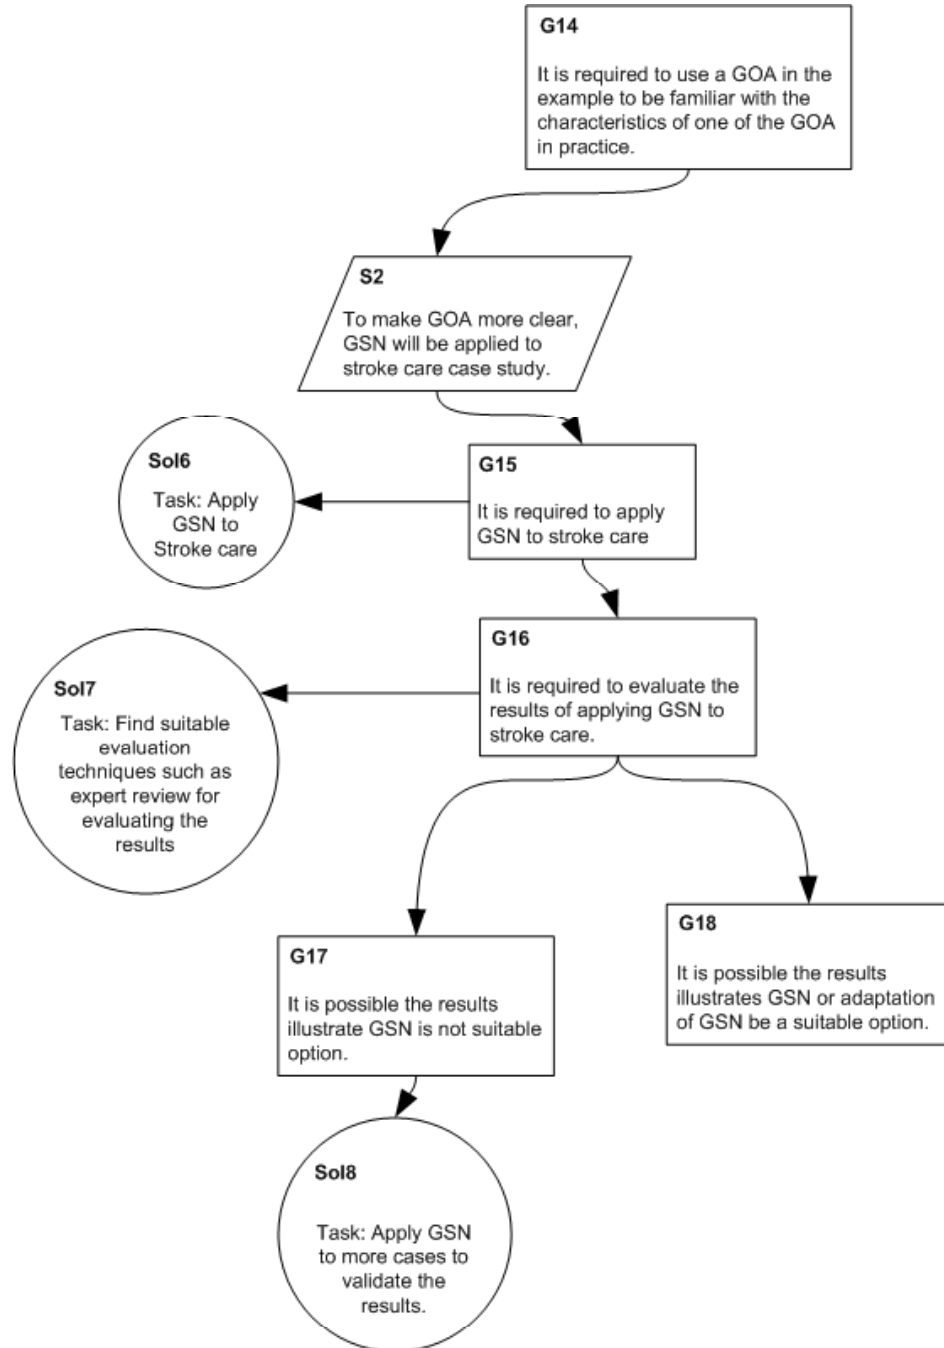 G14
It is required to use a GOA in the
example to be familiar with the
characteristics of one of the GOA
in practice.
S2
To make GOA more clear,
GSN will be applied to
stroke care case study.
Sol6
Task: Apply
GSN to
Stroke care
G15
It is required to apply
GSN to stroke care
G16
It is required to evaluate the
results of applying GSN to
stroke care.
Sol7
Task: Find suitable
evaluation
techniques such as
expert review for
evaluating the
results
G17
It is possible the results
illustrate GSN is not suitable
option.
G18
It is possible the results
illustrates GSN or adaptation
of GSN be a suitable option.
Sol8
Task: Apply GSN
to more cases to
validate the
results.